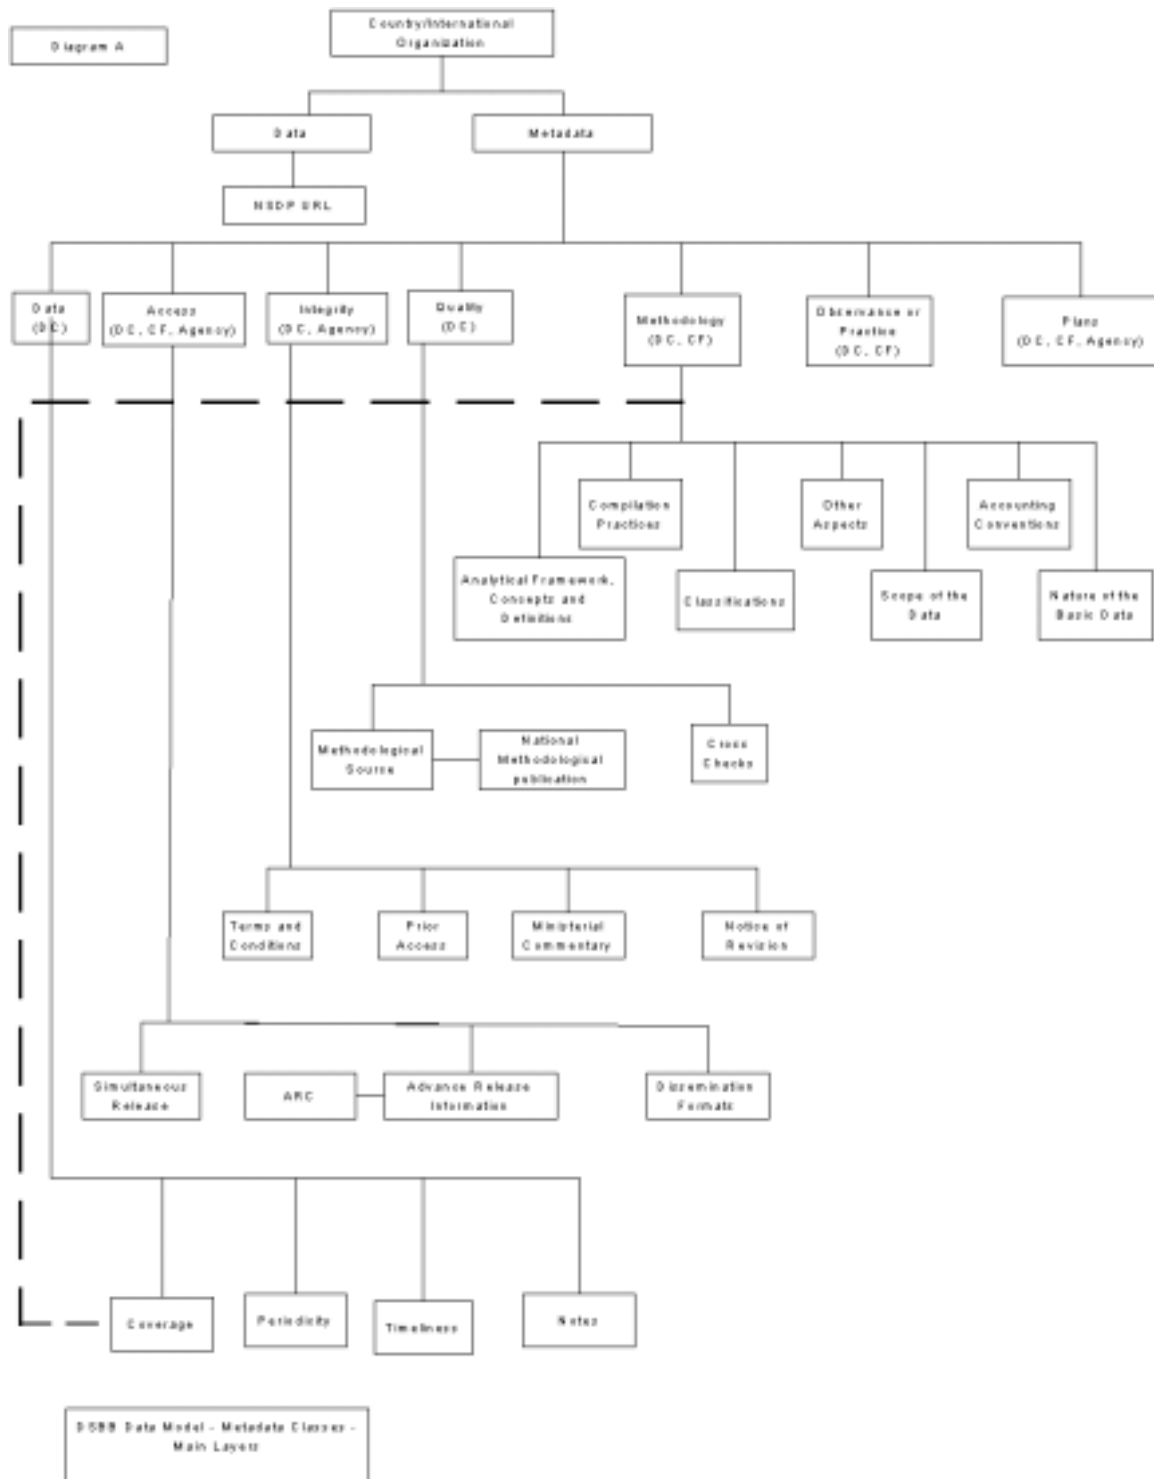 Diagram A
Country/International
Organization
Data
Metadata
NSDP URL
Data
(DC)
Access
(DC, CF, Agency)
Integrity
(DC, Agency)
Quality
(DC)
Methodology
(DC, CF)
Observance or
Practice
(DC, CF)
Plans
(DC, CF, Agency)
Compilation
Practices
Other
Aspects
Accounting
Conventions
Analytical Framework,
Concepts and
Definitions
Classifications
Scope of the
Data
Nature of the
Basic Data
Methodological
Source
National
Methodological
publication
Cross
Checks
Terms and
Conditions
Prior
Access
Ministerial
Commentary
Notice of
Revision
Simultaneous
Release
ARC
Advance Release
Information
Dissemination
Formats
Coverage
Periodicity
Timeliness
Notes
DSBB Data Model - Metadata Classes -
Main Layers